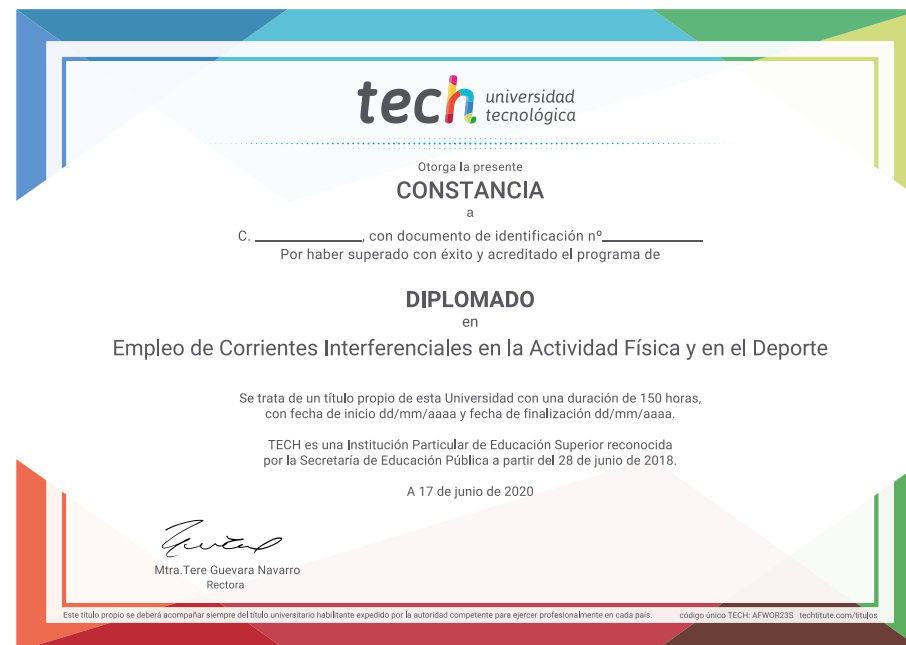 tech universidad
tecnológica
Otorga la presente
CONSTANCIA
a
C. ____________, con documento de identificación nº____________
Por haber superado con éxito y acreditado el programa de
DIPLOMADO
en
Empleo de Corrientes Interferenciales en la Actividad Física y en el Deporte
Se trata de un título propio de esta Universidad con una duración de 150 horas,
con fecha de inicio dd/mm/aaaa y fecha de finalización dd/mm/aaaa.
TECH es una Institución Particular de Educación Superior reconocida
por la Secretaría de Educación Pública a partir del 28 de junio de 2018.
A 17 de junio de 2020
Mtra.Tere Guevara Navarro
Rectora
Este título propio se deberá acompañar siempre del título universitario habilitante expedido por la autoridad competente para ejercer profesionalmente en cada país. código único TECH: AFWOR23S techtitute.com/titulos